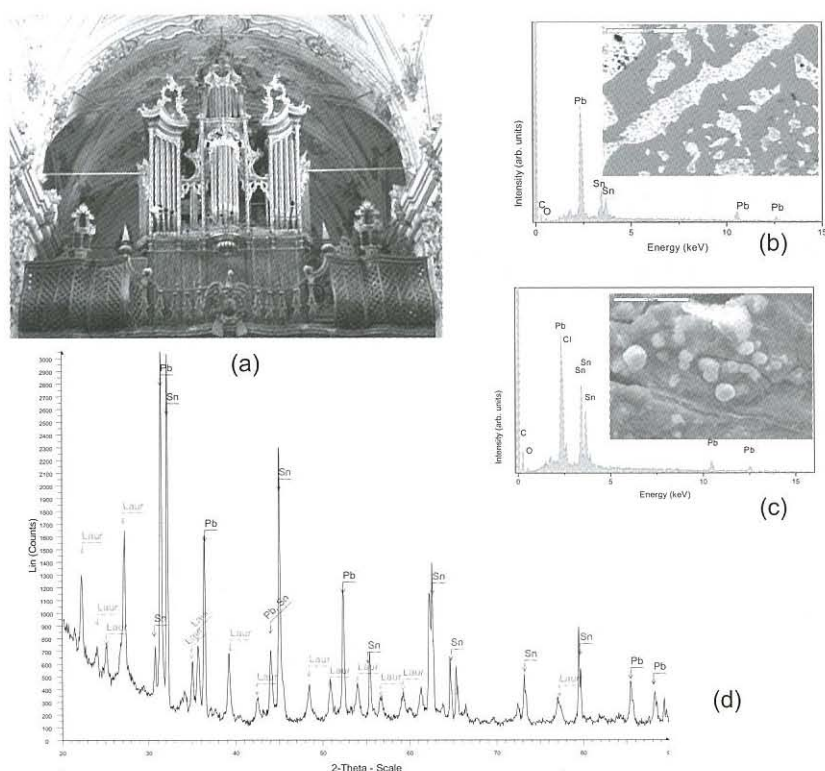 (a)
Intensity (arb. units)
Pb
Sn
Sn
C
O
Pb
Pb
0
5
10
15
Energy (keV)
(b)
Intensity (arb. units)
Pb
Cl
Sn
Sn
Sn
C
O
Pb
Pb
0
5
10
15
Energy (keV)
(c)
Lin (Counts)
3000
2900
2800
2700
2600
2500
2400
2300
2200
2100
2000
1900
1800
1700
1600
1500
1400
1300
1200
1100
1000
900
800
700
600
500
400
300
200
100
0
Laur
Laur
Laur
Laur
Sn
Pb
Sn
Laur
Laur
Pb
Laur
Laur
Pb, Sn
Sn
Laur
Laur
Pb
Laur
Sn
Laur
Laur
Sn
Sn
Sn
Laur
Sn
Pb
Pb
20
30
40
50
60
70
80
2-Theta - Scale
(d)